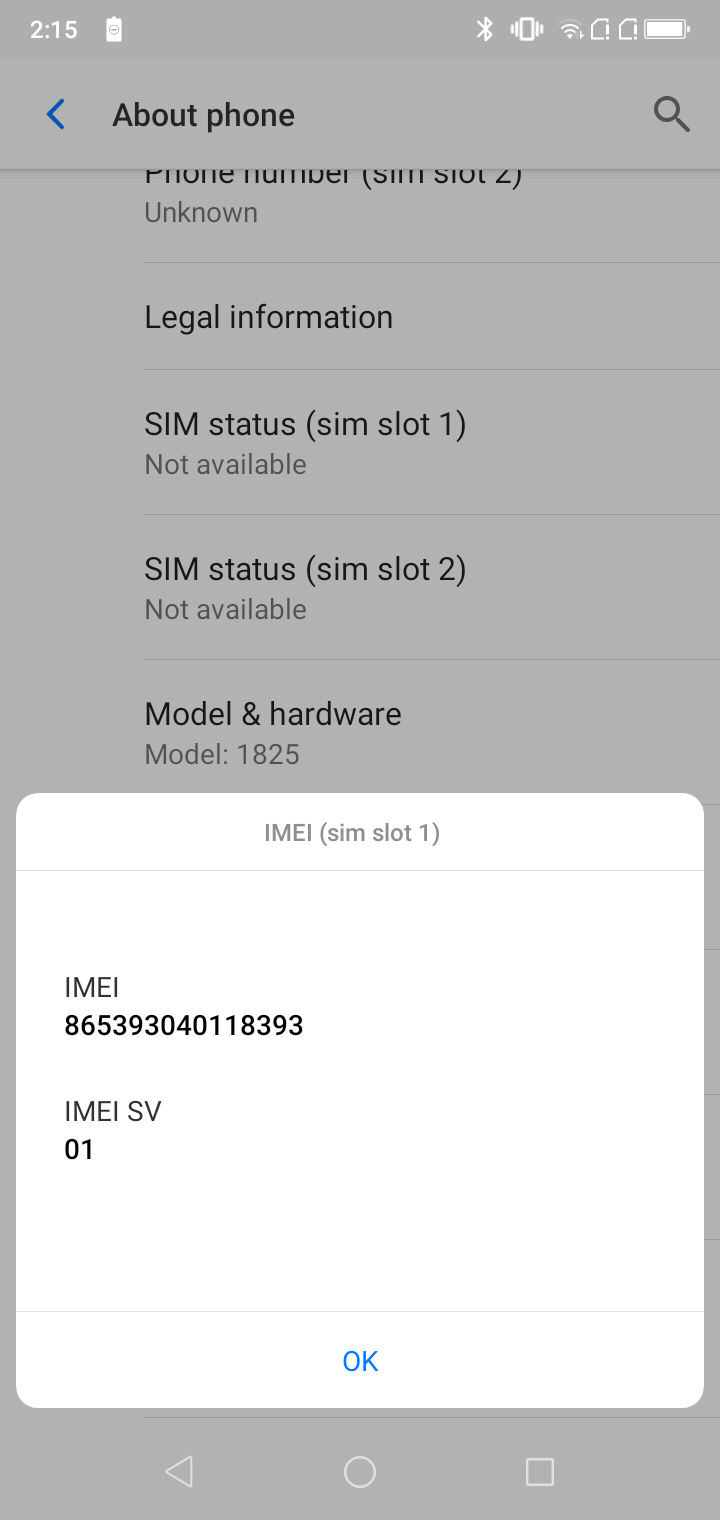 2:15
About phone
Phone number (sim slot 2)
Unknown
Legal information
SIM status (sim slot 1)
Not available
SIM status (sim slot 2)
Not available
Model & hardware
Model: 1825
IMEI (sim slot 1)
IMEI
865393040118393
IMEI SV
01
OK